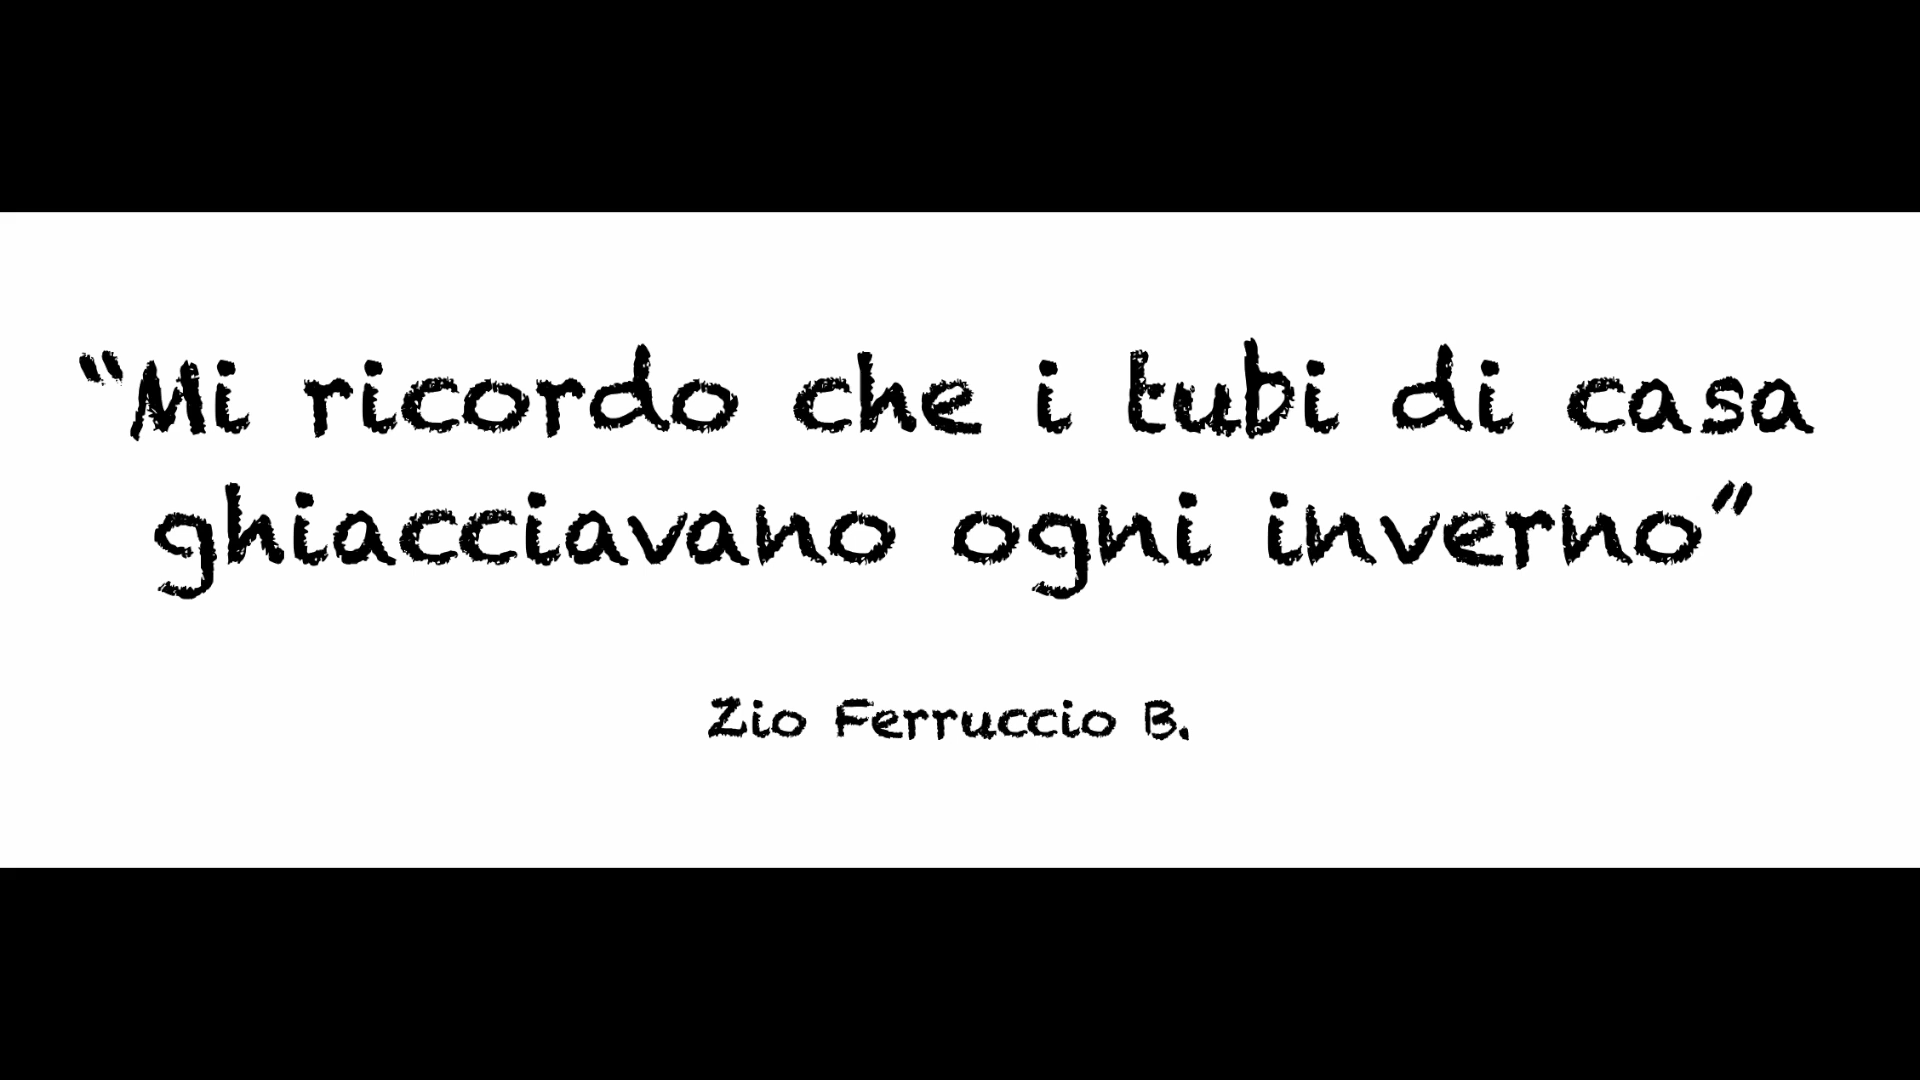 “Mi ricordo che i tubi di casa
ghiacciavano ogni inverno”
Zio Ferruccio B.